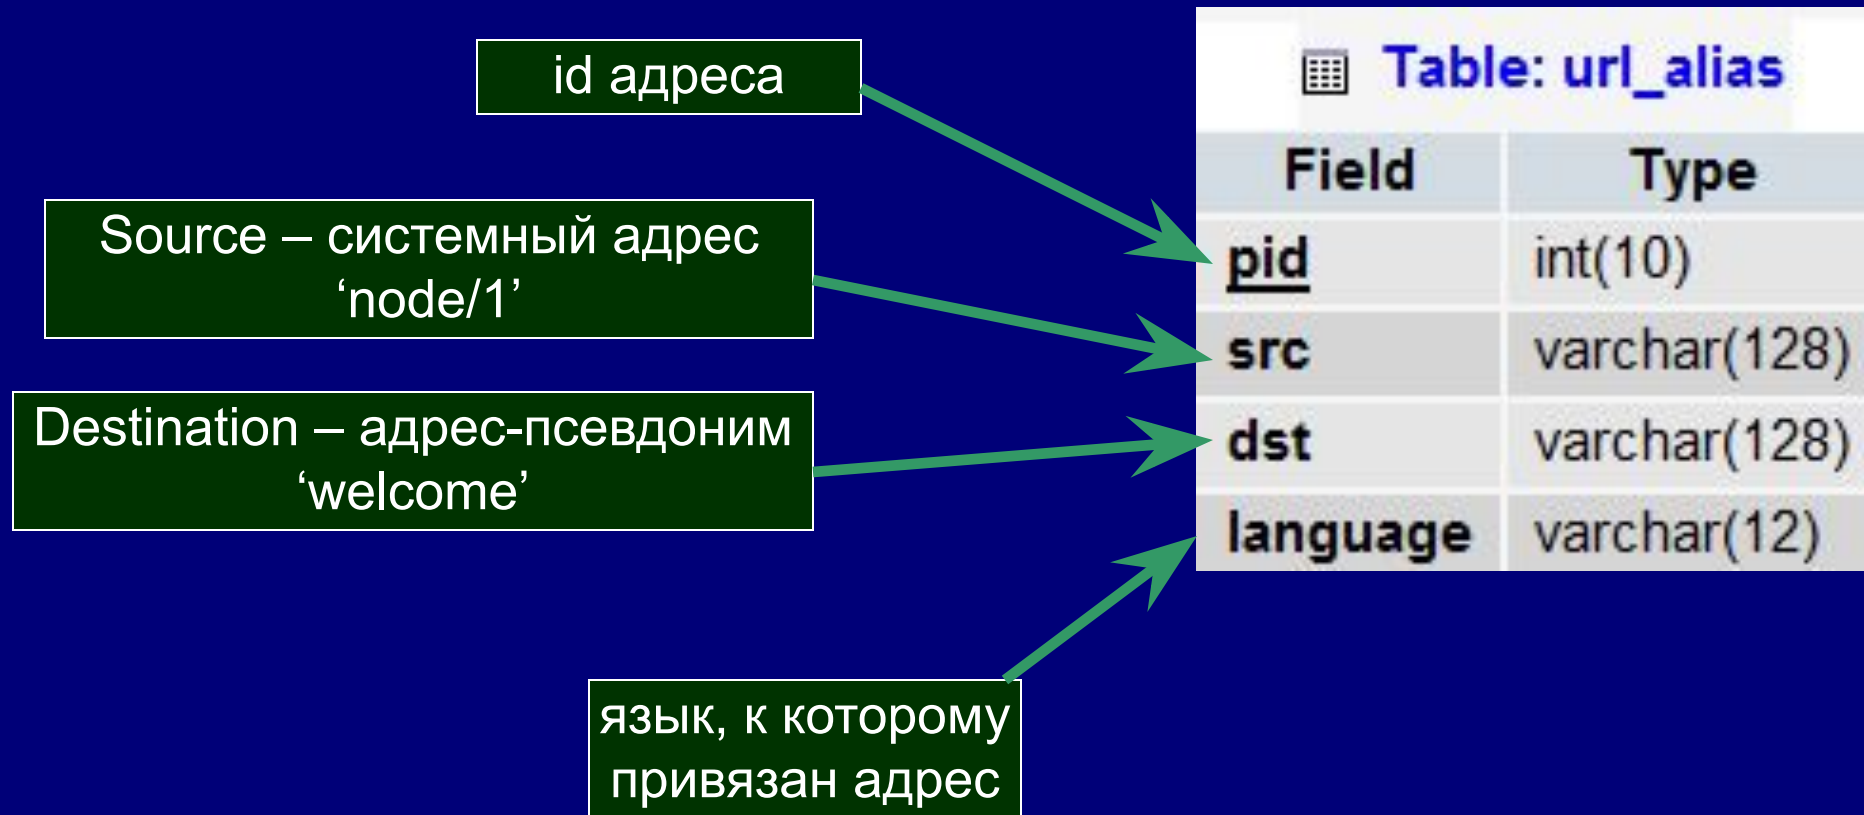 id адреса
Source – системный адрес
‘node/1’
Destination – адрес-псевдоним
‘welcome’
язык, к которому
привязан адрес
Table: url_alias
Field Type
pid int(10)
src varchar(128)
dst varchar(128)
language varchar(12)